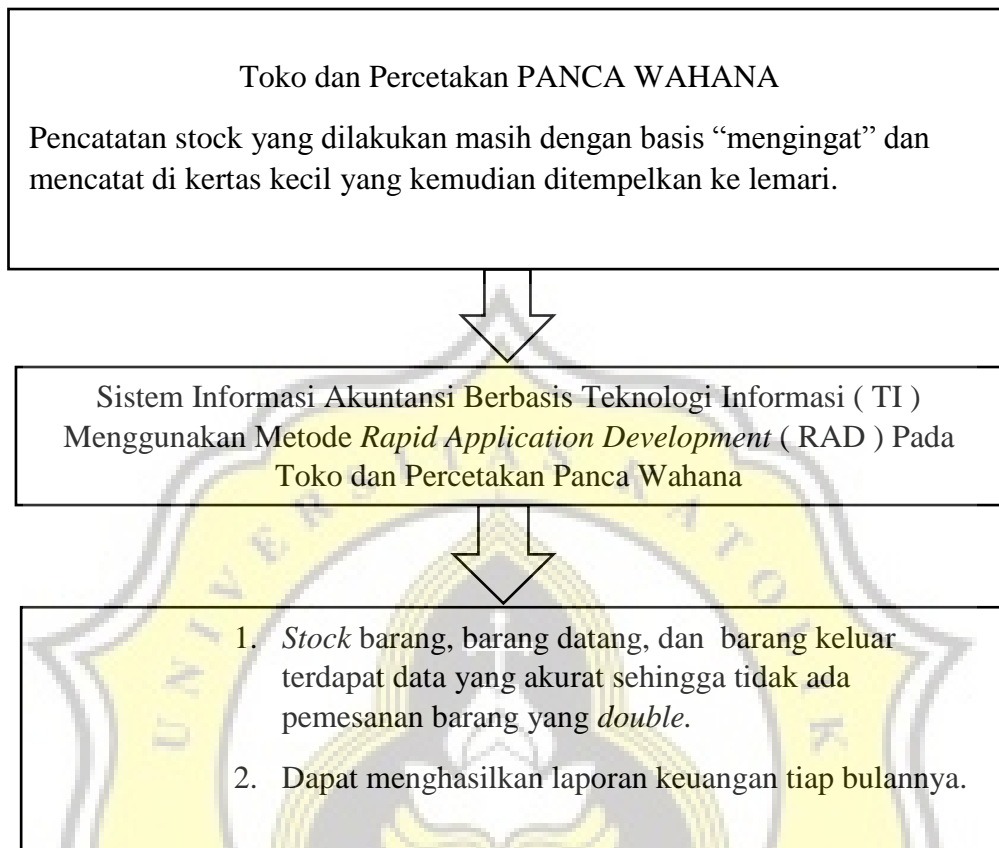 Toko dan Percetakan PANCA WAHANA
Pencatatan stock yang dilakukan masih dengan basis “mengingat” dan
mencatat di kertas kecil yang kemudian ditempelkan ke lemari.
Sistem Informasi Akuntansi Berbasis Teknologi Informasi ( TI )
Menggunakan Metode Rapid Application Development ( RAD ) Pada
Toko dan Percetakan Panca Wahana
UNIVERSITAS KATOLIK
1. Stock barang, barang datang, dan barang keluar
terdapat data yang akurat sehingga tidak ada
pemesanan barang yang double.
2. Dapat menghasilkan laporan keuangan tiap bulannya.